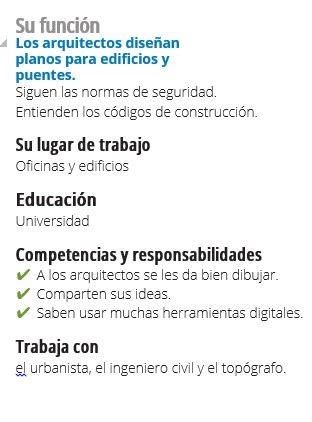 Su función
Los arquitectos diseñan
planos para edificios y
puentes.
Siguen las normas de seguridad.
Entienden los códigos de construcción.
Su lugar de trabajo
Oficinas y edificios
Educación
Universidad
Competencias y responsabilidades
✔ A los arquitectos se les da bien dibujar.
✔ Comparten sus ideas.
✔ Saben usar muchas herramientas digitales.
Trabaja con
el urbanista, el ingeniero civil y el topógrafo.